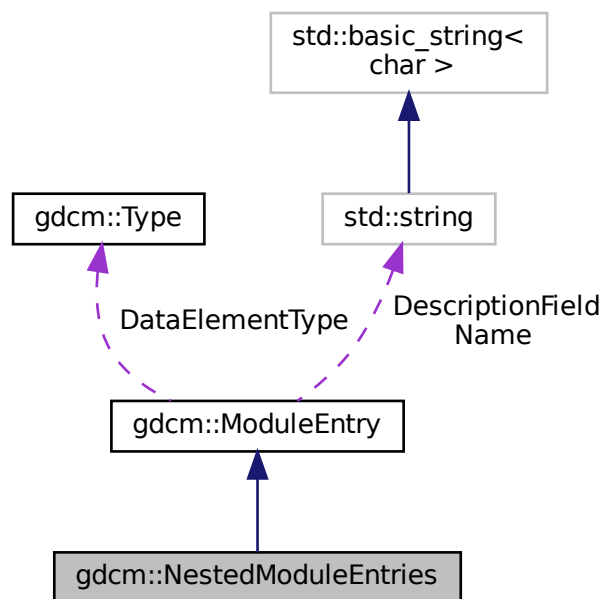 std::basic_string<
char >
gdcm::Type
std::string
DataElementType
DescriptionField
Name
gdcm::ModuleEntry
gdcm::NestedModuleEntries